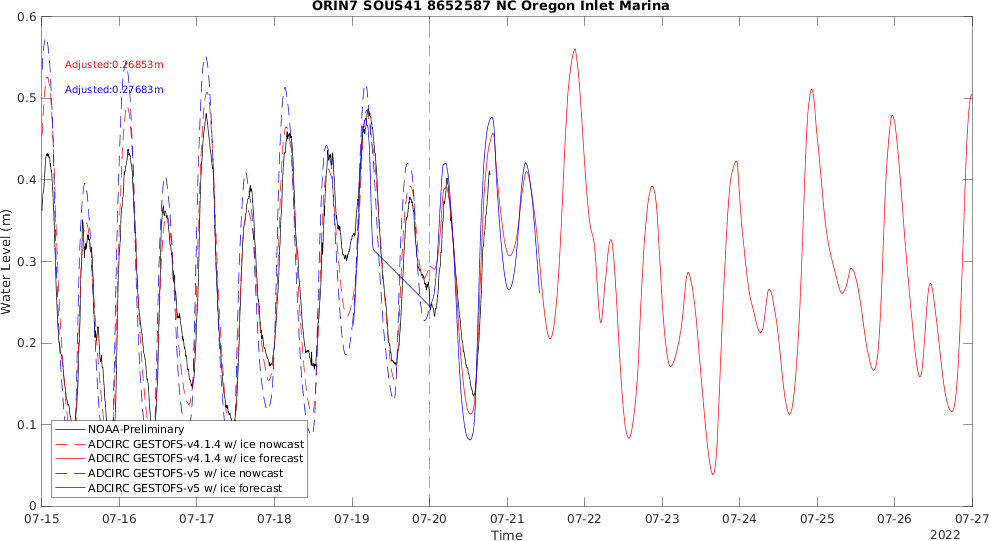 ORIN7 SOUS41 8652587 NC Oregon Inlet Marina
0.6
0.5
0.4
0.3
0.2
0.1
0
Water Level (m)
Adjusted:0.26853m
Adjusted:0.27683m
NOAA-Preliminary
ADCIRC GESTOFS-v4.1.4 w/ ice nowcast
ADCIRC GESTOFS-v4.1.4 w/ ice forecast
ADCIRC GESTOFS-v5 w/ ice nowcast
ADCIRC GESTOFS-v5 w/ ice forecast
07-15 07-16 07-17 07-18 07-19 07-20 07-21 07-22 07-23 07-24 07-25 07-26 07-27
Time
2022